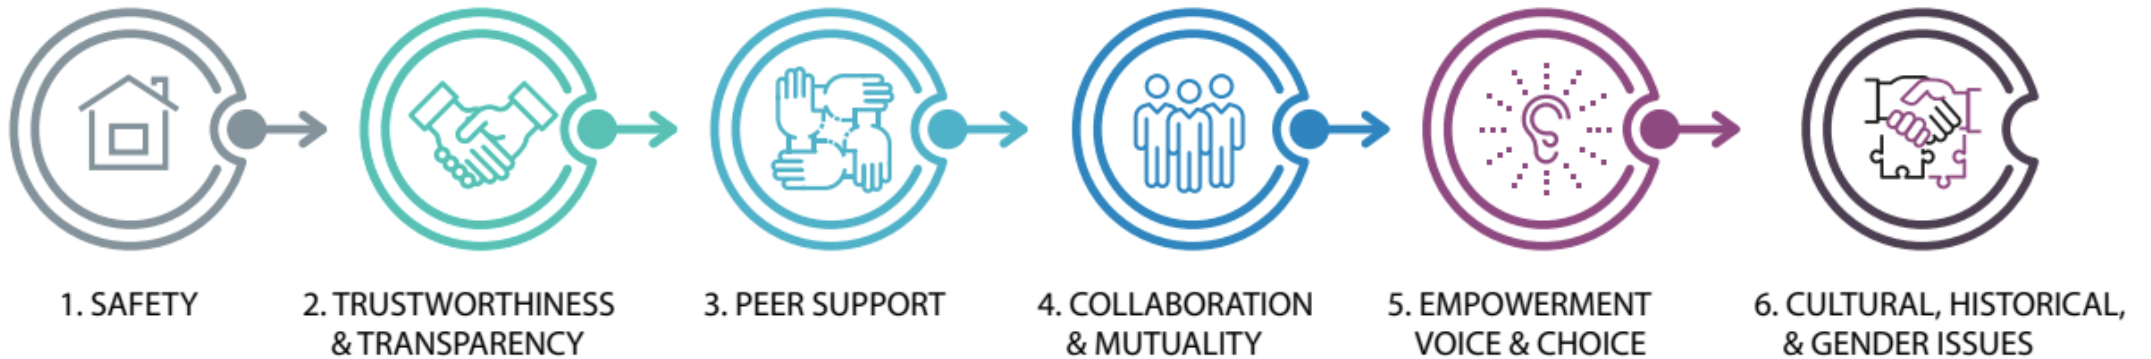 1. SAFETY
2. TRUSTWORTHINESS
& TRANSPARENCY
3. PEER SUPPORT
4. COLLABORATION
& MUTUALITY
5. EMPOWERMENT
VOICE & CHOICE
6. CULTURAL, HISTORICAL,
& GENDER ISSUES